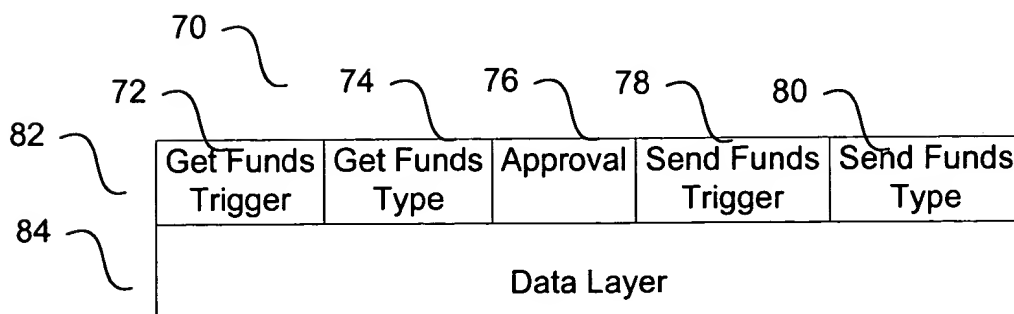 70
72
74
76
78
80
82
Get Funds Trigger
Get Funds Type
Approval
Send Funds Trigger
Send Funds Type
84
Data Layer